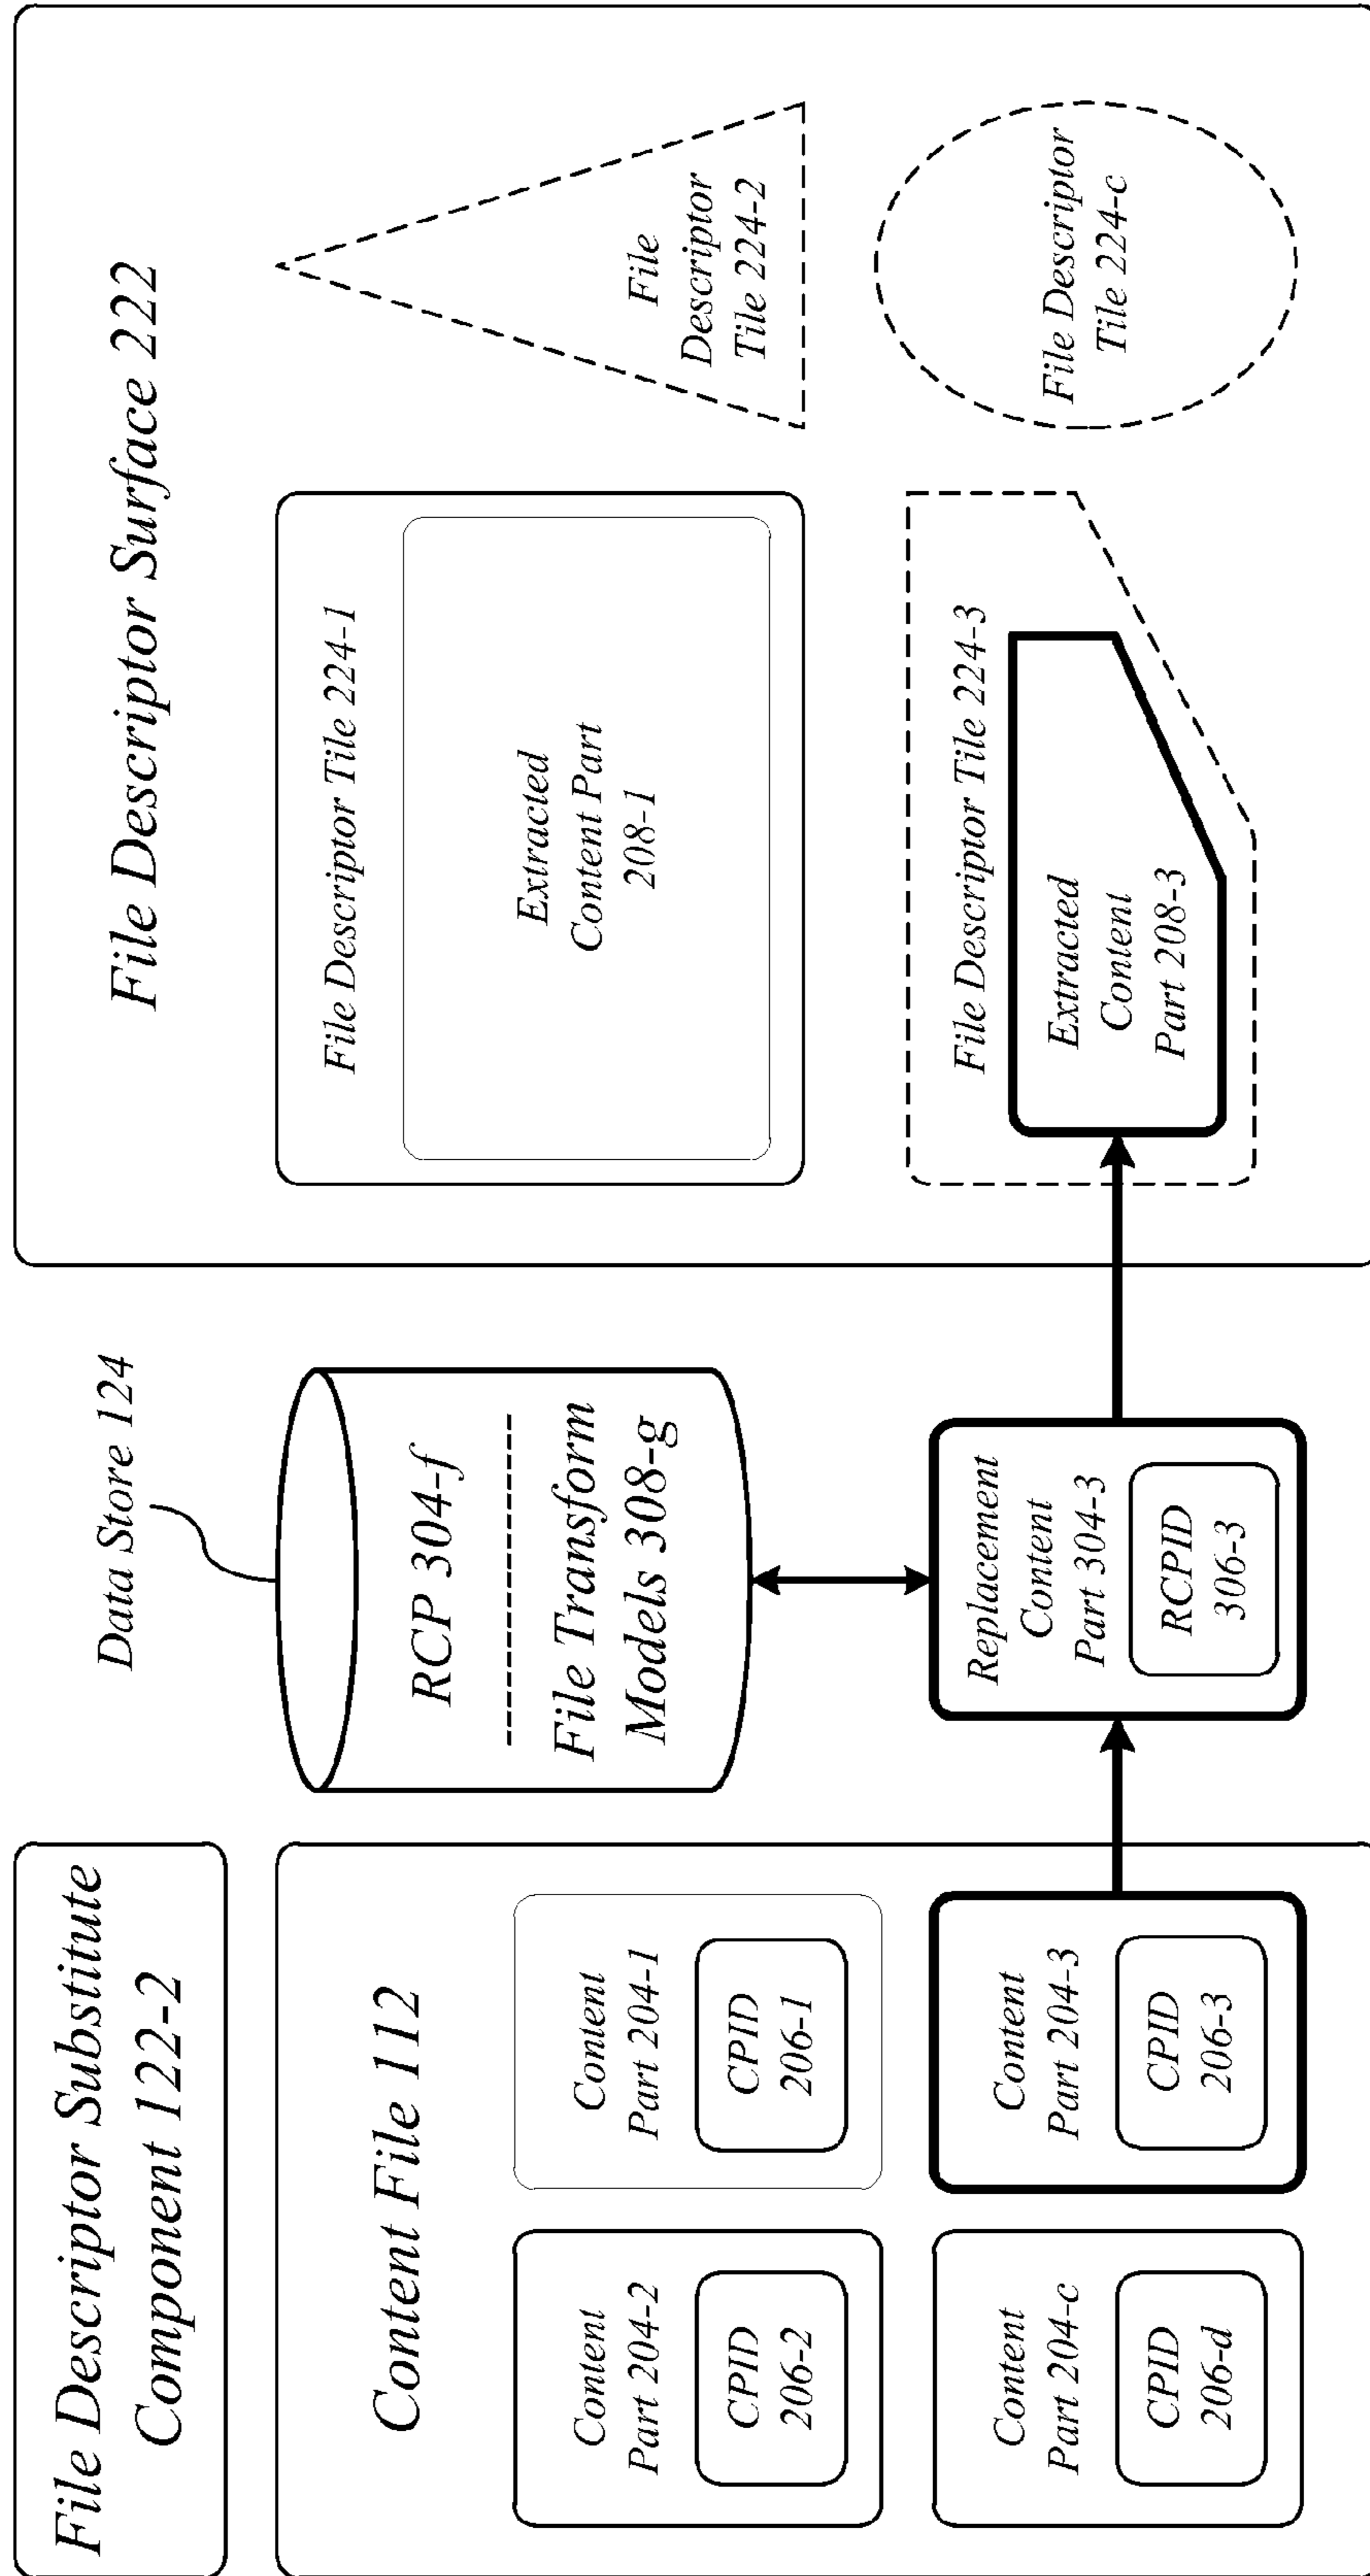 File Descriptor Substitute
Component 122-2
Content File 112
Content
Part 204-2
CPID
206-2
Content
Part 204-1
CPID
206-1
Content
Part 204-c
CPID
206-d
Content
Part 204-3
CPID
206-3
Data Store 124
RCP 304-f
File Transform
Models 308-g
Replacement
Content
Part 304-3
RCPID
306-3
File Descriptor Surface 222
File Descriptor Tile 224-1
Extracted
Content Part
208-1
File
Descriptor
Tile 224-2
File Descriptor Tile 224-3
Extracted
Content
Part 208-3
File Descriptor
Tile 224-c